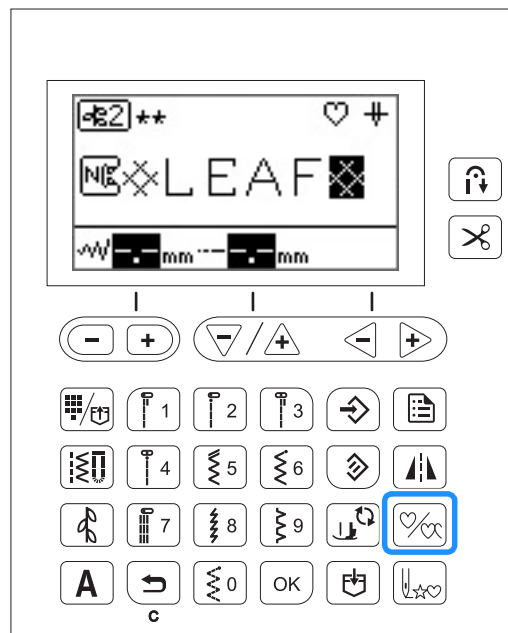 2 **
N LEAF
-.- mm -.- mm
- + - / + - +
1 2 3
4 5 6
7 8 9
A 0 OK
C